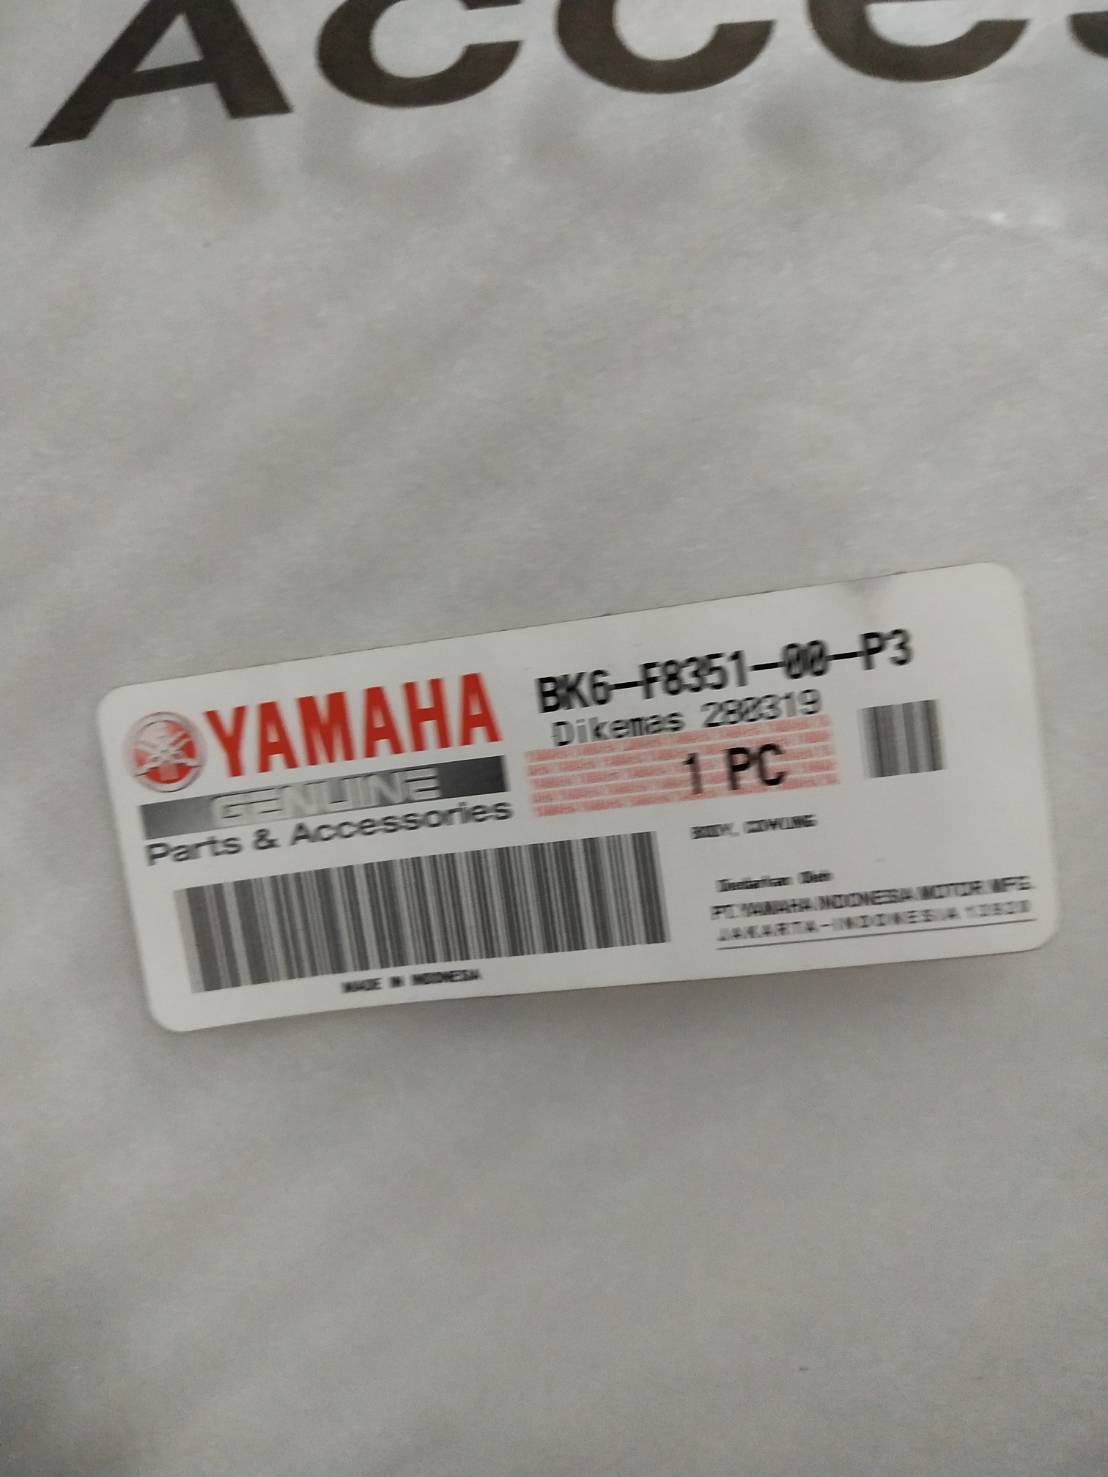 Acces
YAMAHA
GENUINE
Parts & Accessories
BK6-F8351-00-P3
Dikemas 280319
1 PC
BODY, COWLING
Diedarkan Oleh
PT.YAMAHA INDONESIA MOTOR MFG.
JAKARTA-INDONESIA
MADE IN INDONESIA